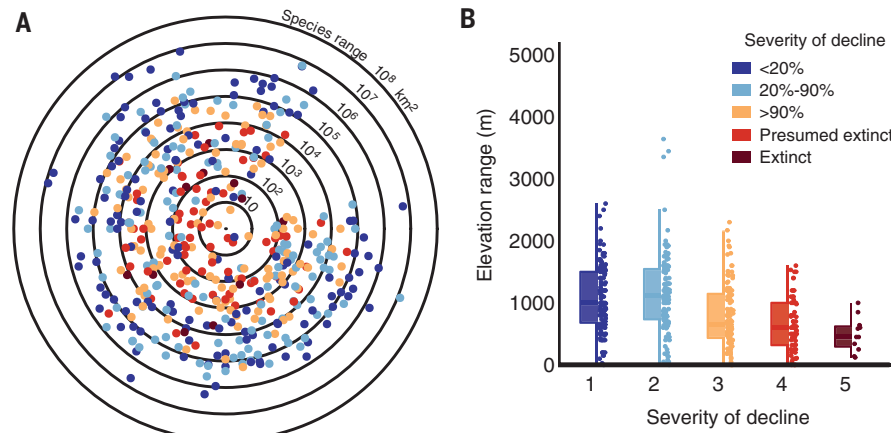 A
Species range
10⁸
km²
10⁷
10⁶
10⁵
10⁴
10³
10²
10
B
Severity of decline
<20%
20%-90%
>90%
Presumed extinct
Extinct
Elevation range (m)
5000
4000
3000
2000
1000
0
1 2 3 4 5
Severity of decline